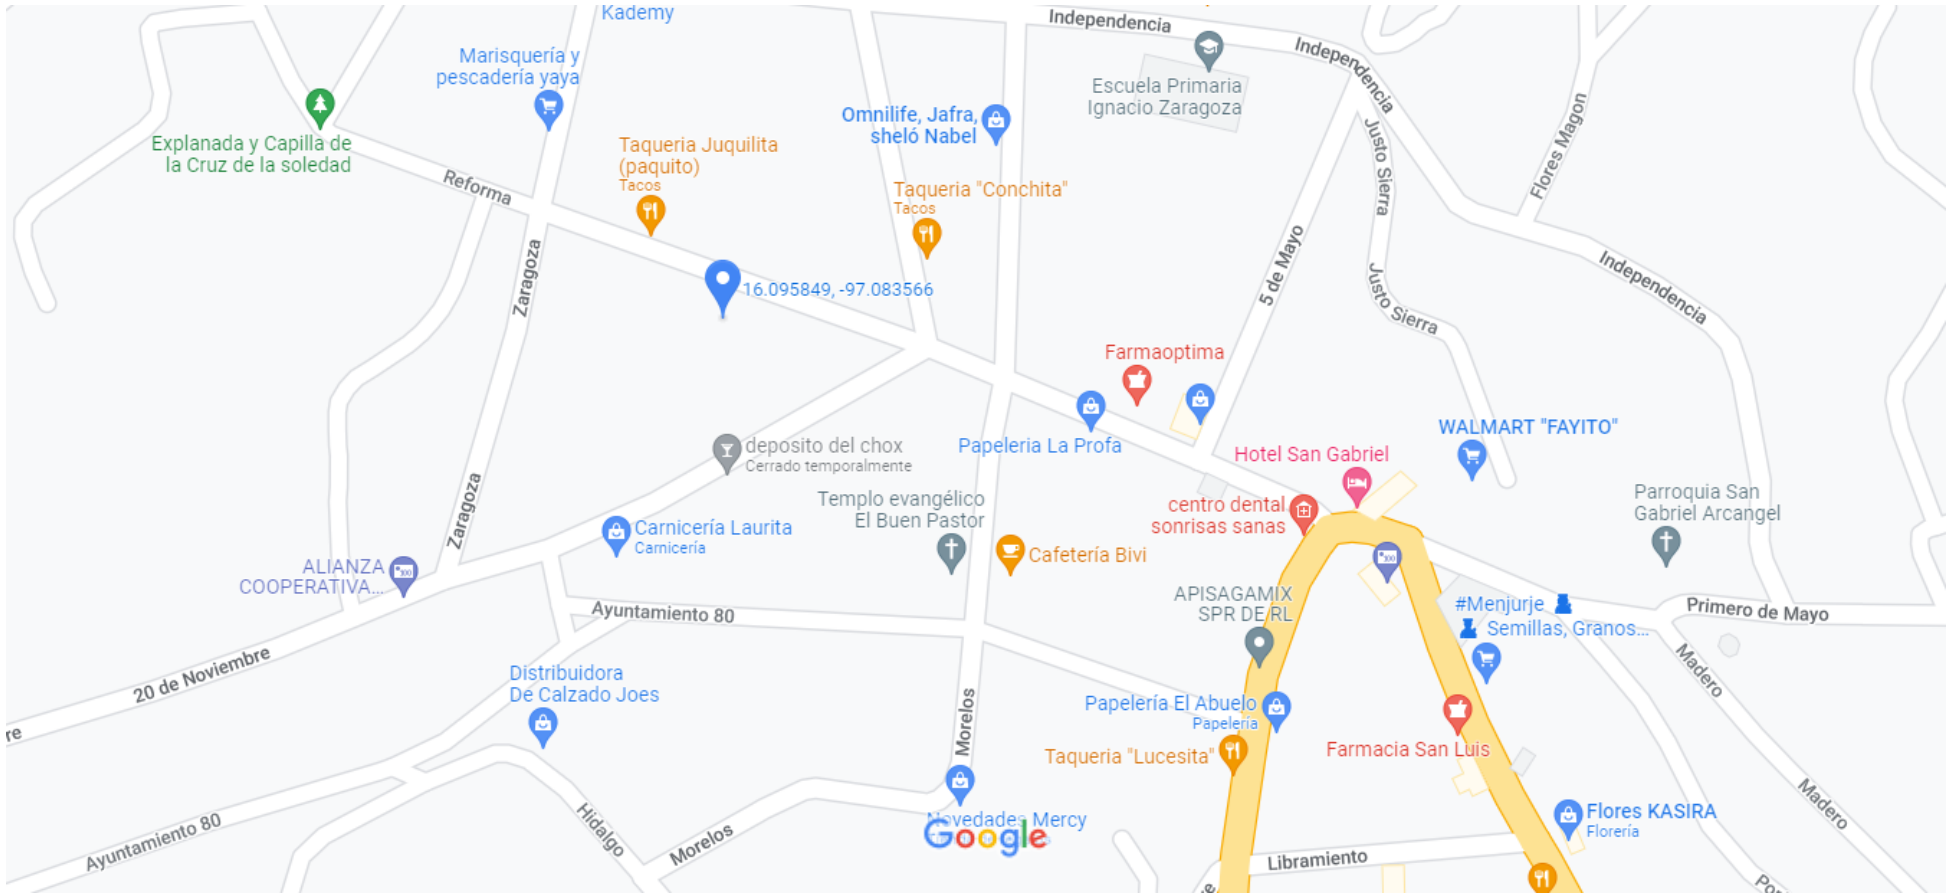 Kademy
Independencia
Independencia
Marisquería y
pescadería yaya
Escuela Primaria
Ignacio Zaragoza
Omnilife, Jafra,
sheló Nabel
Explanada y Capilla de
la Cruz de la soledad
Taqueria Juquilita
(paquito)
Tacos
Reforma
Taqueria "Conchita"
Tacos
Justo Sierra
Flores Magon
Zaragoza
5 de Mayo
Justo Sierra
Independencia
16.095849, -97.083566
Farmaoptima
Papeleria La Profa
WALMART "FAYITO"
deposito del chox
Cerrado temporalmente
Hotel San Gabriel
Zaragoza
Templo evangélico
El Buen Pastor
centro dental
sonrisas sanas
Parroquia San
Gabriel Arcangel
Carnicería Laurita
Carnicería
Cafetería Bivi
ALIANZA
COOPERATIVA...
APISAGAMIX
SPR DE RL
Ayuntamiento 80
#Menjurje
Semillas, Granos...
Primero de Mayo
20 de Noviembre
Distribuidora
De Calzado Joes
Madero
Morelos
Papelería El Abuelo
Papelería
re
Taqueria "Lucesita"
Farmacia San Luis
Madero
Novedades Mercy
Google
Flores KASIRA
Florería
Ayuntamiento 80
Hidalgo
Morelos
Libramiento
Por